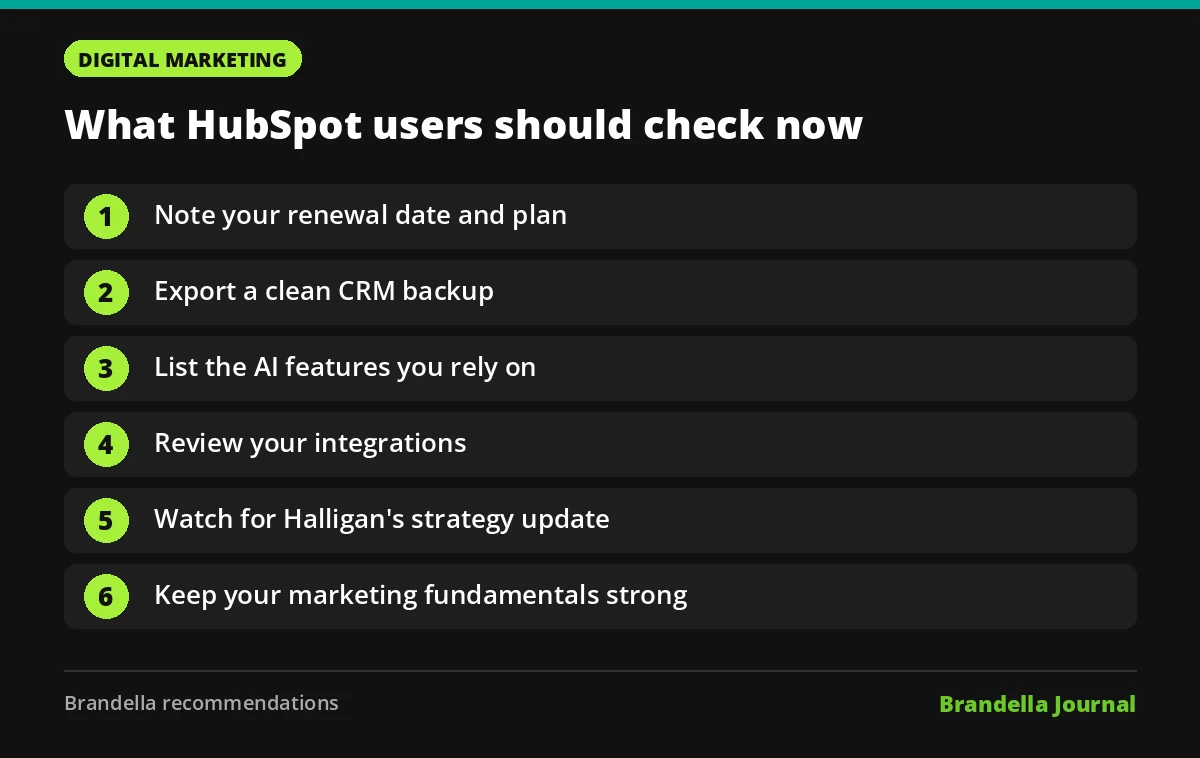 DIGITAL MARKETING
What HubSpot users should check now
1 Note your renewal date and plan
2 Export a clean CRM backup
3 List the AI features you rely on
4 Review your integrations
5 Watch for Halligan's strategy update
6 Keep your marketing fundamentals strong
Brandella recommendations
Brandella Journal